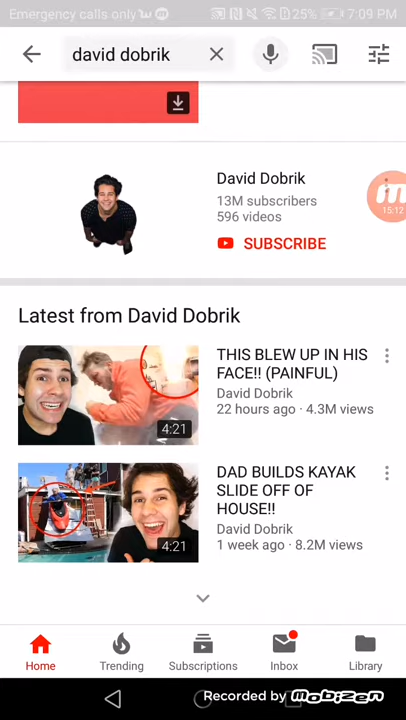 Emergency calls only
25% 7:09 PM
david dobrik
15:12
David Dobrik
13M subscribers
596 videos
SUBSCRIBE
Latest from David Dobrik
THIS BLEW UP IN HIS
FACE!! (PAINFUL)
David Dobrik
22 hours ago · 4.3M views
4:21
DAD BUILDS KAYAK
SLIDE OFF OF
HOUSE!!
David Dobrik
1 week ago · 8.2M views
4:21
Home
Trending
Subscriptions
Inbox
Library
Recorded by Mobizen